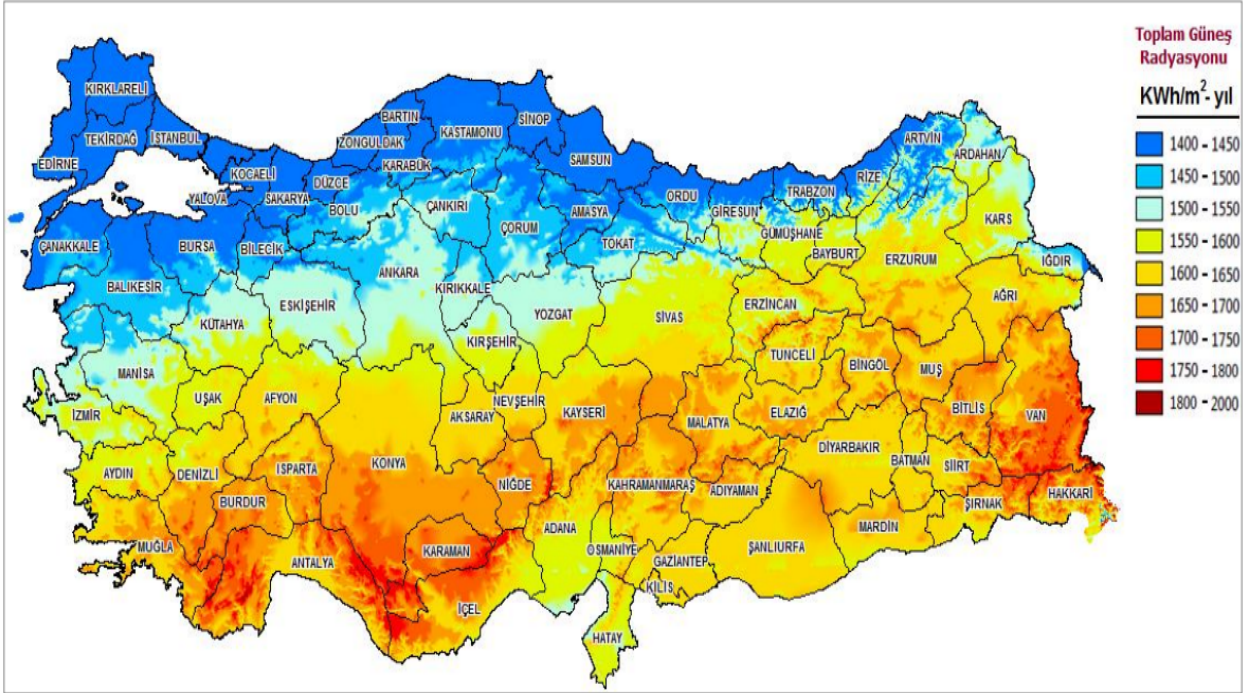 Toplam Güneş
Radyasyonu
KWh/m²- yıl
1400 - 1450
1450 - 1500
1500 - 1550
1550 - 1600
1600 - 1650
1650 - 1700
1700 - 1750
1750 - 1800
1800 - 2000
KIRKLARELİ
TEKİRDAĞ
İSTANBUL
EDİRNE
KOCAELİ
YALOVA
SAKARYA
DÜZCE
ZONGULDAK
BARTIN
KARABÜK
KASTAMONU
SİNOP
SAMSUN
BOLU
ÇANKIRI
ÇORUM
AMASYA
TOKAT
ORDU
GİRESUN
TRABZON
RİZE
ARTVİN
ARDAHAN
KARS
GÜMÜŞHANE
BAYBURT
ERZURUM
IĞDIR
AĞRI
ÇANAKKALE
BURSA
BİLECİK
BALIKESİR
ESKİŞEHİR
ANKARA
KIRIKKALE
KÜTAHYA
YOZGAT
SİVAS
ERZİNCAN
KIRŞEHİR
TUNCELİ
BİNGÖL
MUŞ
MANİSA
UŞAK
AFYON
İZMİR
AKSARAY
NEVŞEHİR
KAYSERİ
MALATYA
ELAZIĞ
BİTLİS
VAN
DİYARBAKIR
BATMAN
SİİRT
AYDIN
DENİZLİ
ISPARTA
KONYA
NİĞDE
KAHRAMANMARAŞ
ADIYAMAN
HAKKARİ
ŞIRNAK
BURDUR
MARDİN
MUĞLA
ANTALYA
KARAMAN
ADANA
OSMANİYE
GAZİANTEP
ŞANLIURFA
KİLİS
İÇEL
HATAY